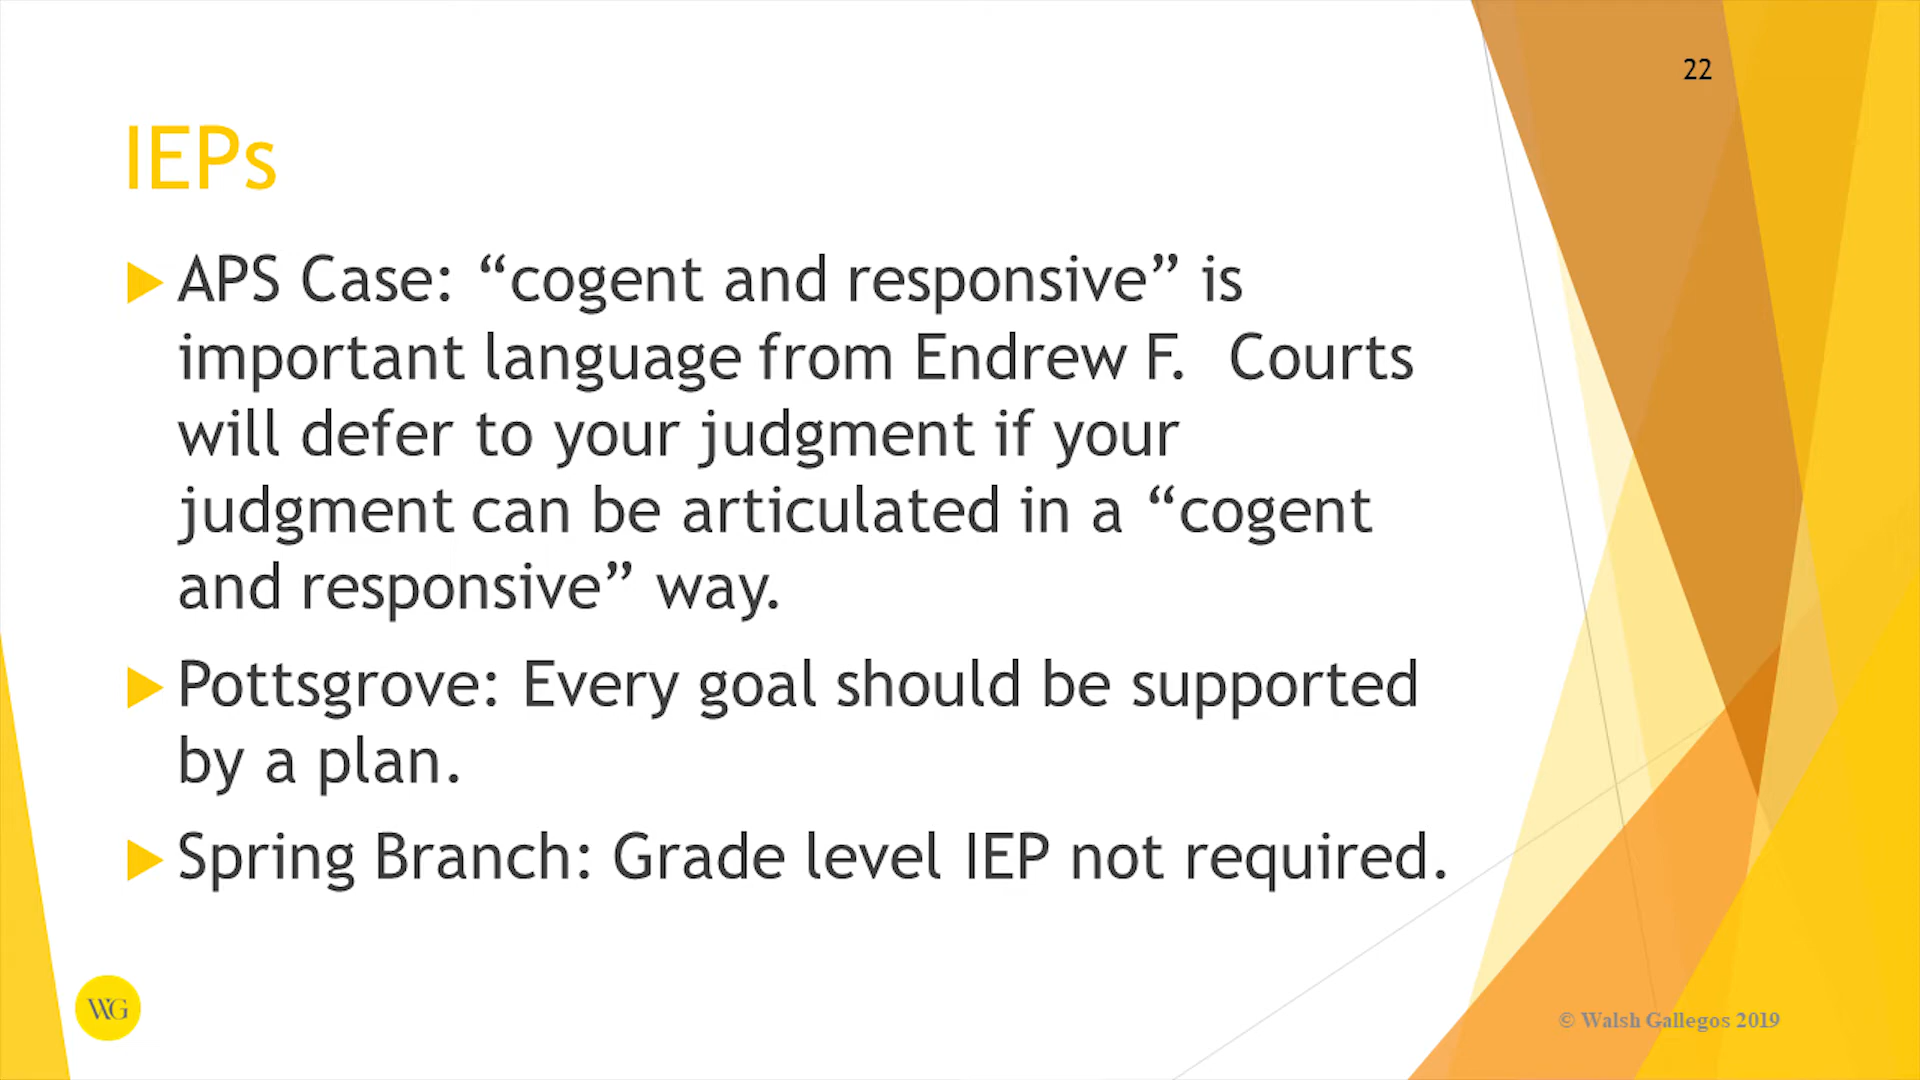 22
IEPs
APS Case: “cogent and responsive” is
important language from Endrew F. Courts
will defer to your judgment if your
judgment can be articulated in a “cogent
and responsive” way.
Pottsgrove: Every goal should be supported
by a plan.
Spring Branch: Grade level IEP not required.
WG
© Walsh Gallegos 2019